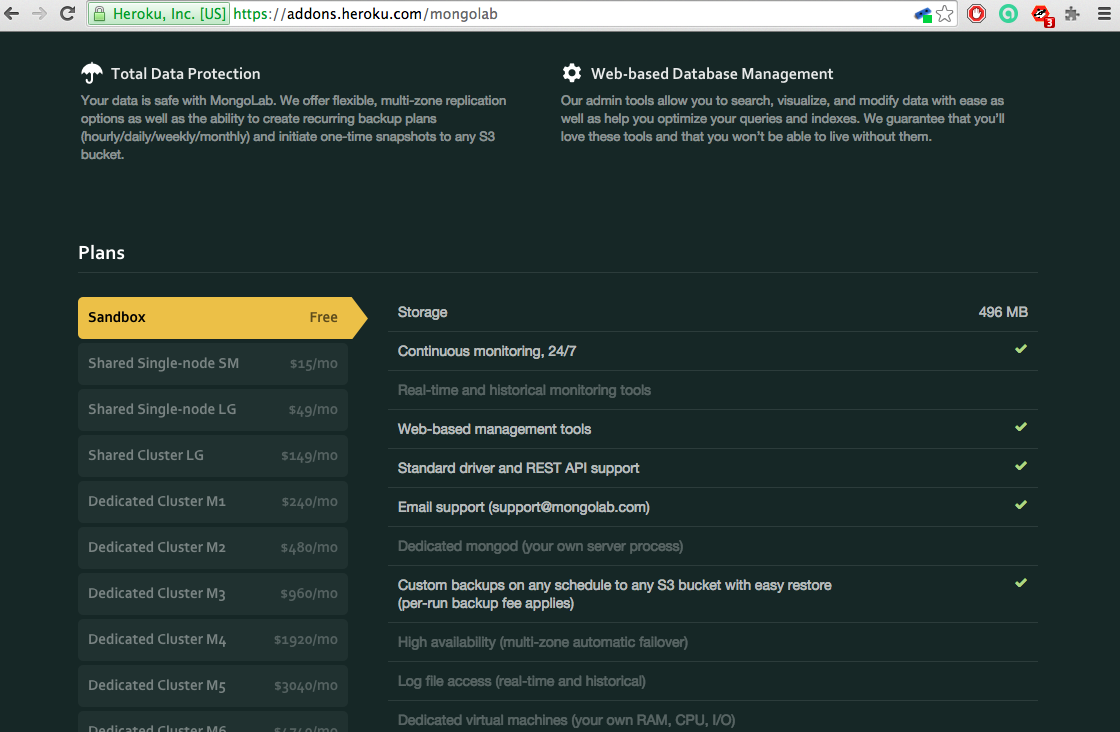 Heroku, Inc. [US] https://addons.heroku.com/mongolab
3
Total Data Protection
Your data is safe with MongoLab. We offer flexible, multi-zone replication
options as well as the ability to create recurring backup plans
(hourly/daily/weekly/monthly) and initiate one-time snapshots to any S3
bucket.
Web-based Database Management
Our admin tools allow you to search, visualize, and modify data with ease as
well as help you optimize your queries and indexes. We guarantee that you'll
love these tools and that you won't be able to live without them.
Plans
Sandbox Free
Shared Single-node SM $15/mo
Shared Single-node LG $49/mo
Shared Cluster LG $149/mo
Dedicated Cluster M1 $240/mo
Dedicated Cluster M2 $480/mo
Dedicated Cluster M3 $960/mo
Dedicated Cluster M4 $1920/mo
Dedicated Cluster M5 $3040/mo
Dedicated Cluster M6
Storage 496 MB
Continuous monitoring, 24/7
Real-time and historical monitoring tools
Web-based management tools
Standard driver and REST API support
Email support (support@mongolab.com)
Dedicated mongod (your own server process)
Custom backups on any schedule to any S3 bucket with easy restore
(per-run backup fee applies)
High availability (multi-zone automatic failover)
Log file access (real-time and historical)
Dedicated virtual machines (your own RAM, CPU, I/O)